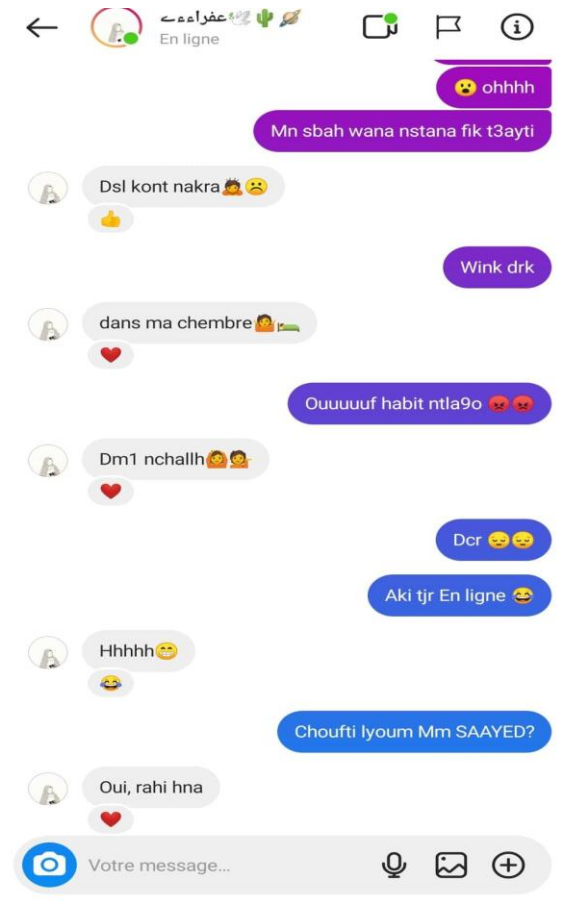 عفراءءے 🕊️🌵🪐
En ligne
😮 ohhhh
Mn sbah wana nstana fik t3ayti
Dsl kont nakra🙇☹️
👍
Wink drk
dans ma chembre🤷🛏️
❤️
Ouuuuuf habit ntla9o 😡😡
Dm1 nchallh🙆💁
❤️
Dcr 😔😔
Aki tjr En ligne 😂
Hhhhh😁
😂
Choufti lyoum Mm SAAYED?
Oui, rahi hna
❤️
Votre message...